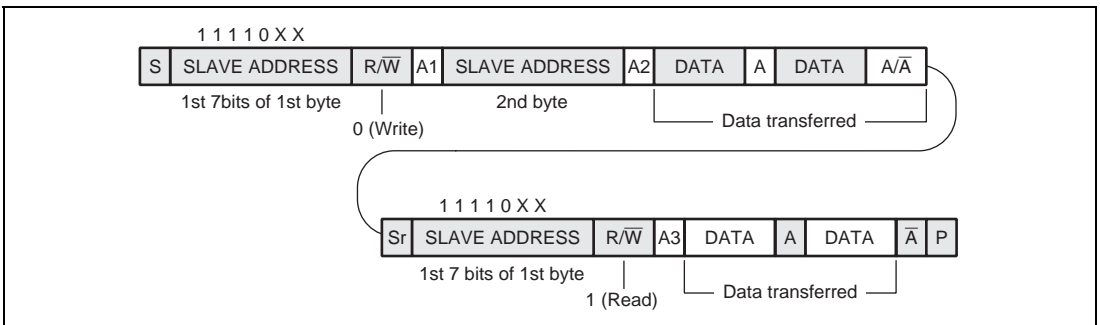 1 1 1 1 0 X X
S SLAVE ADDRESS R/W̅ A1 SLAVE ADDRESS A2 DATA A DATA A/A̅
1st 7bits of 1st byte 2nd byte Data transferred
0 (Write)
1 1 1 1 0 X X
Sr SLAVE ADDRESS R/W̅ A3 DATA A DATA A̅ P
1st 7 bits of 1st byte Data transferred
1 (Read)